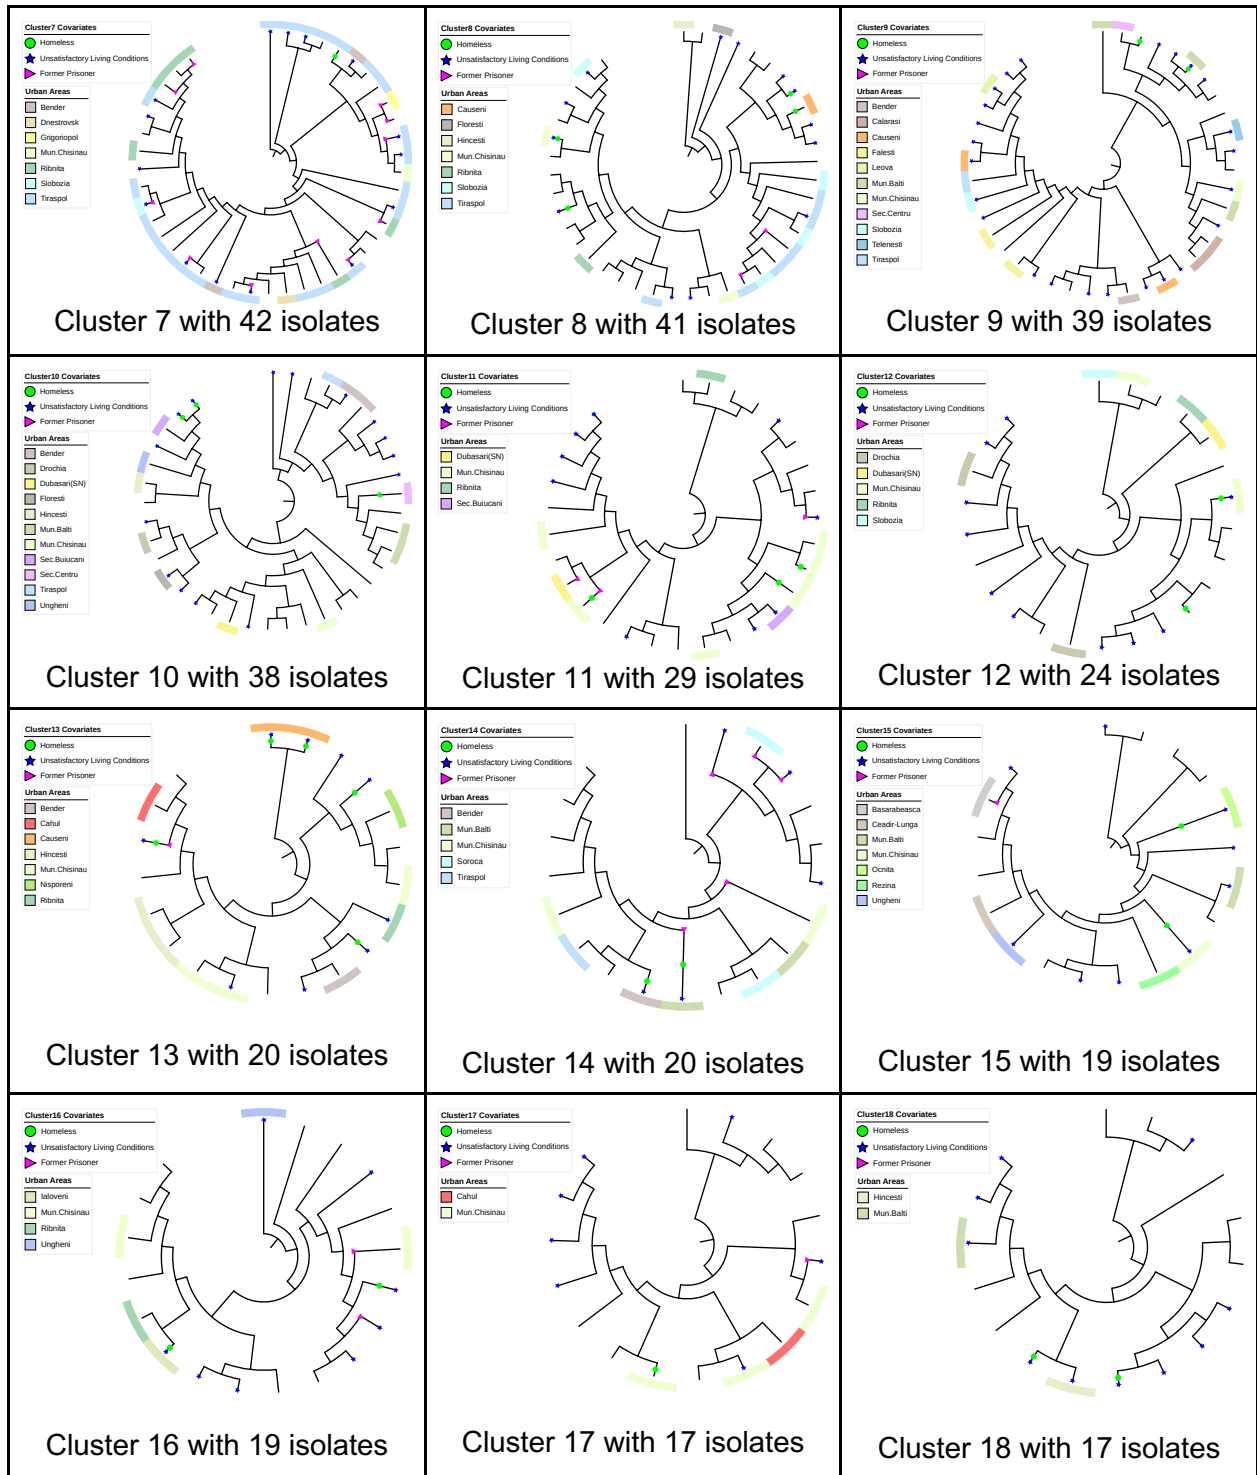 Cluster7 Covariates
Homeless
Unsatisfactory Living Conditions
Former Prisoner
Urban Areas
Bender
Dnestrovsk
Grigoriopol
Mun.Chisinau
Ribnita
Slobozia
Tiraspol
Cluster 7 with 42 isolates
Cluster8 Covariates
Homeless
Unsatisfactory Living Conditions
Former Prisoner
Urban Areas
Causeni
Floresti
Hincesti
Mun.Chisinau
Ribnita
Slobozia
Tiraspol
Cluster 8 with 41 isolates
Cluster9 Covariates
Homeless
Unsatisfactory Living Conditions
Former Prisoner
Urban Areas
Bender
Calarasi
Causeni
Falesti
Leova
Mun.Balti
Mun.Chisinau
Sec.Centru
Slobozia
Telenesti
Tiraspol
Cluster 9 with 39 isolates
Cluster10 Covariates
Homeless
Unsatisfactory Living Conditions
Former Prisoner
Urban Areas
Bender
Drochia
Dubasari(SN)
Floresti
Hincesti
Mun.Balti
Mun.Chisinau
Sec.Buiucani
Sec.Centru
Tiraspol
Ungheni
Cluster 10 with 38 isolates
Cluster11 Covariates
Homeless
Unsatisfactory Living Conditions
Former Prisoner
Urban Areas
Dubasari(SN)
Mun.Chisinau
Ribnita
Sec.Buiucani
Cluster 11 with 29 isolates
Cluster12 Covariates
Homeless
Unsatisfactory Living Conditions
Former Prisoner
Urban Areas
Drochia
Dubasari(SN)
Mun.Chisinau
Ribnita
Slobozia
Cluster 12 with 24 isolates
Cluster13 Covariates
Homeless
Unsatisfactory Living Conditions
Former Prisoner
Urban Areas
Bender
Cahul
Causeni
Hincesti
Mun.Chisinau
Nisporeni
Ribnita
Cluster 13 with 20 isolates
Cluster14 Covariates
Homeless
Unsatisfactory Living Conditions
Former Prisoner
Urban Areas
Bender
Mun.Balti
Mun.Chisinau
Soroca
Tiraspol
Cluster 14 with 20 isolates
Cluster15 Covariates
Homeless
Unsatisfactory Living Conditions
Former Prisoner
Urban Areas
Basarabeasca
Ceadir-Lunga
Mun.Balti
Mun.Chisinau
Ocnita
Rezina
Ungheni
Cluster 15 with 19 isolates
Cluster16 Covariates
Homeless
Unsatisfactory Living Conditions
Former Prisoner
Urban Areas
Ialoveni
Mun.Chisinau
Ribnita
Ungheni
Cluster 16 with 19 isolates
Cluster17 Covariates
Homeless
Unsatisfactory Living Conditions
Former Prisoner
Urban Areas
Cahul
Mun.Chisinau
Cluster 17 with 17 isolates
Cluster18 Covariates
Homeless
Unsatisfactory Living Conditions
Former Prisoner
Urban Areas
Hincesti
Mun.Balti
Cluster 18 with 17 isolates